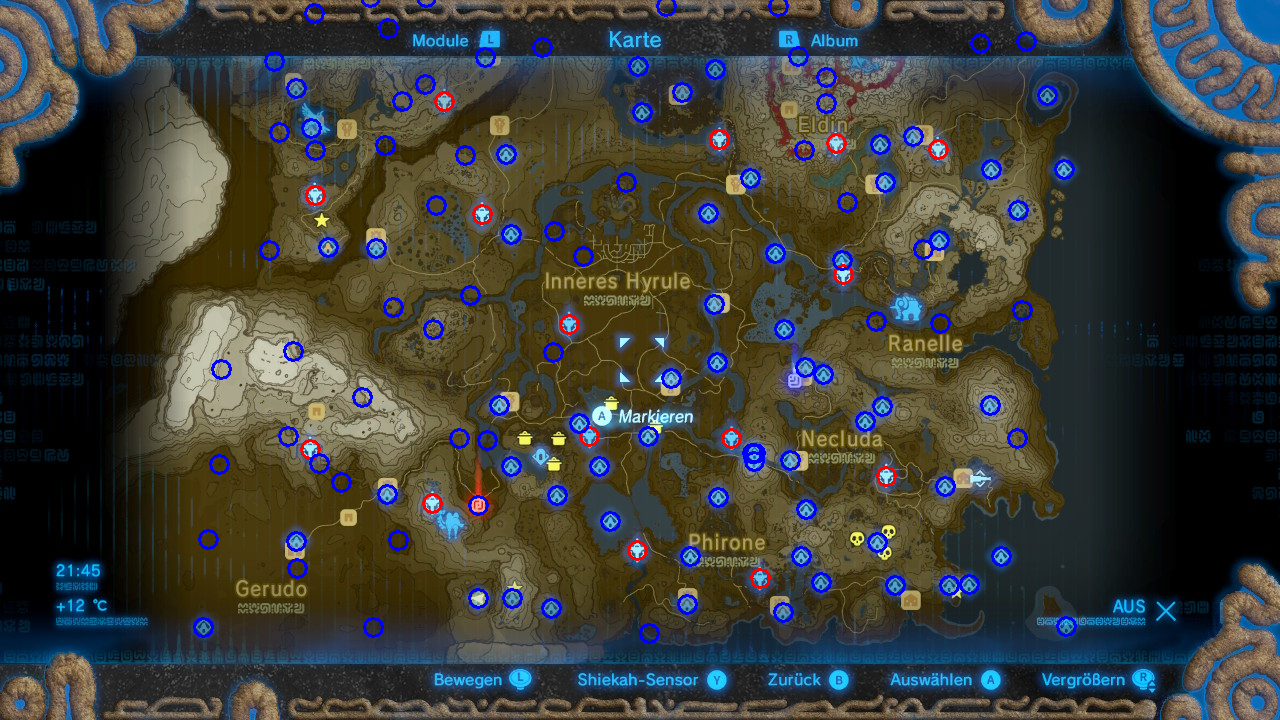 Module L
Karte
R Album
Eldin
Inneres Hyrule
Ranelle
A Markieren
Necluda
Phirone
Gerudo
21:45
+12 °C
AUS
Bewegen L
Shiekah-Sensor Y
Zurück B
Auswählen A
Vergrößern R